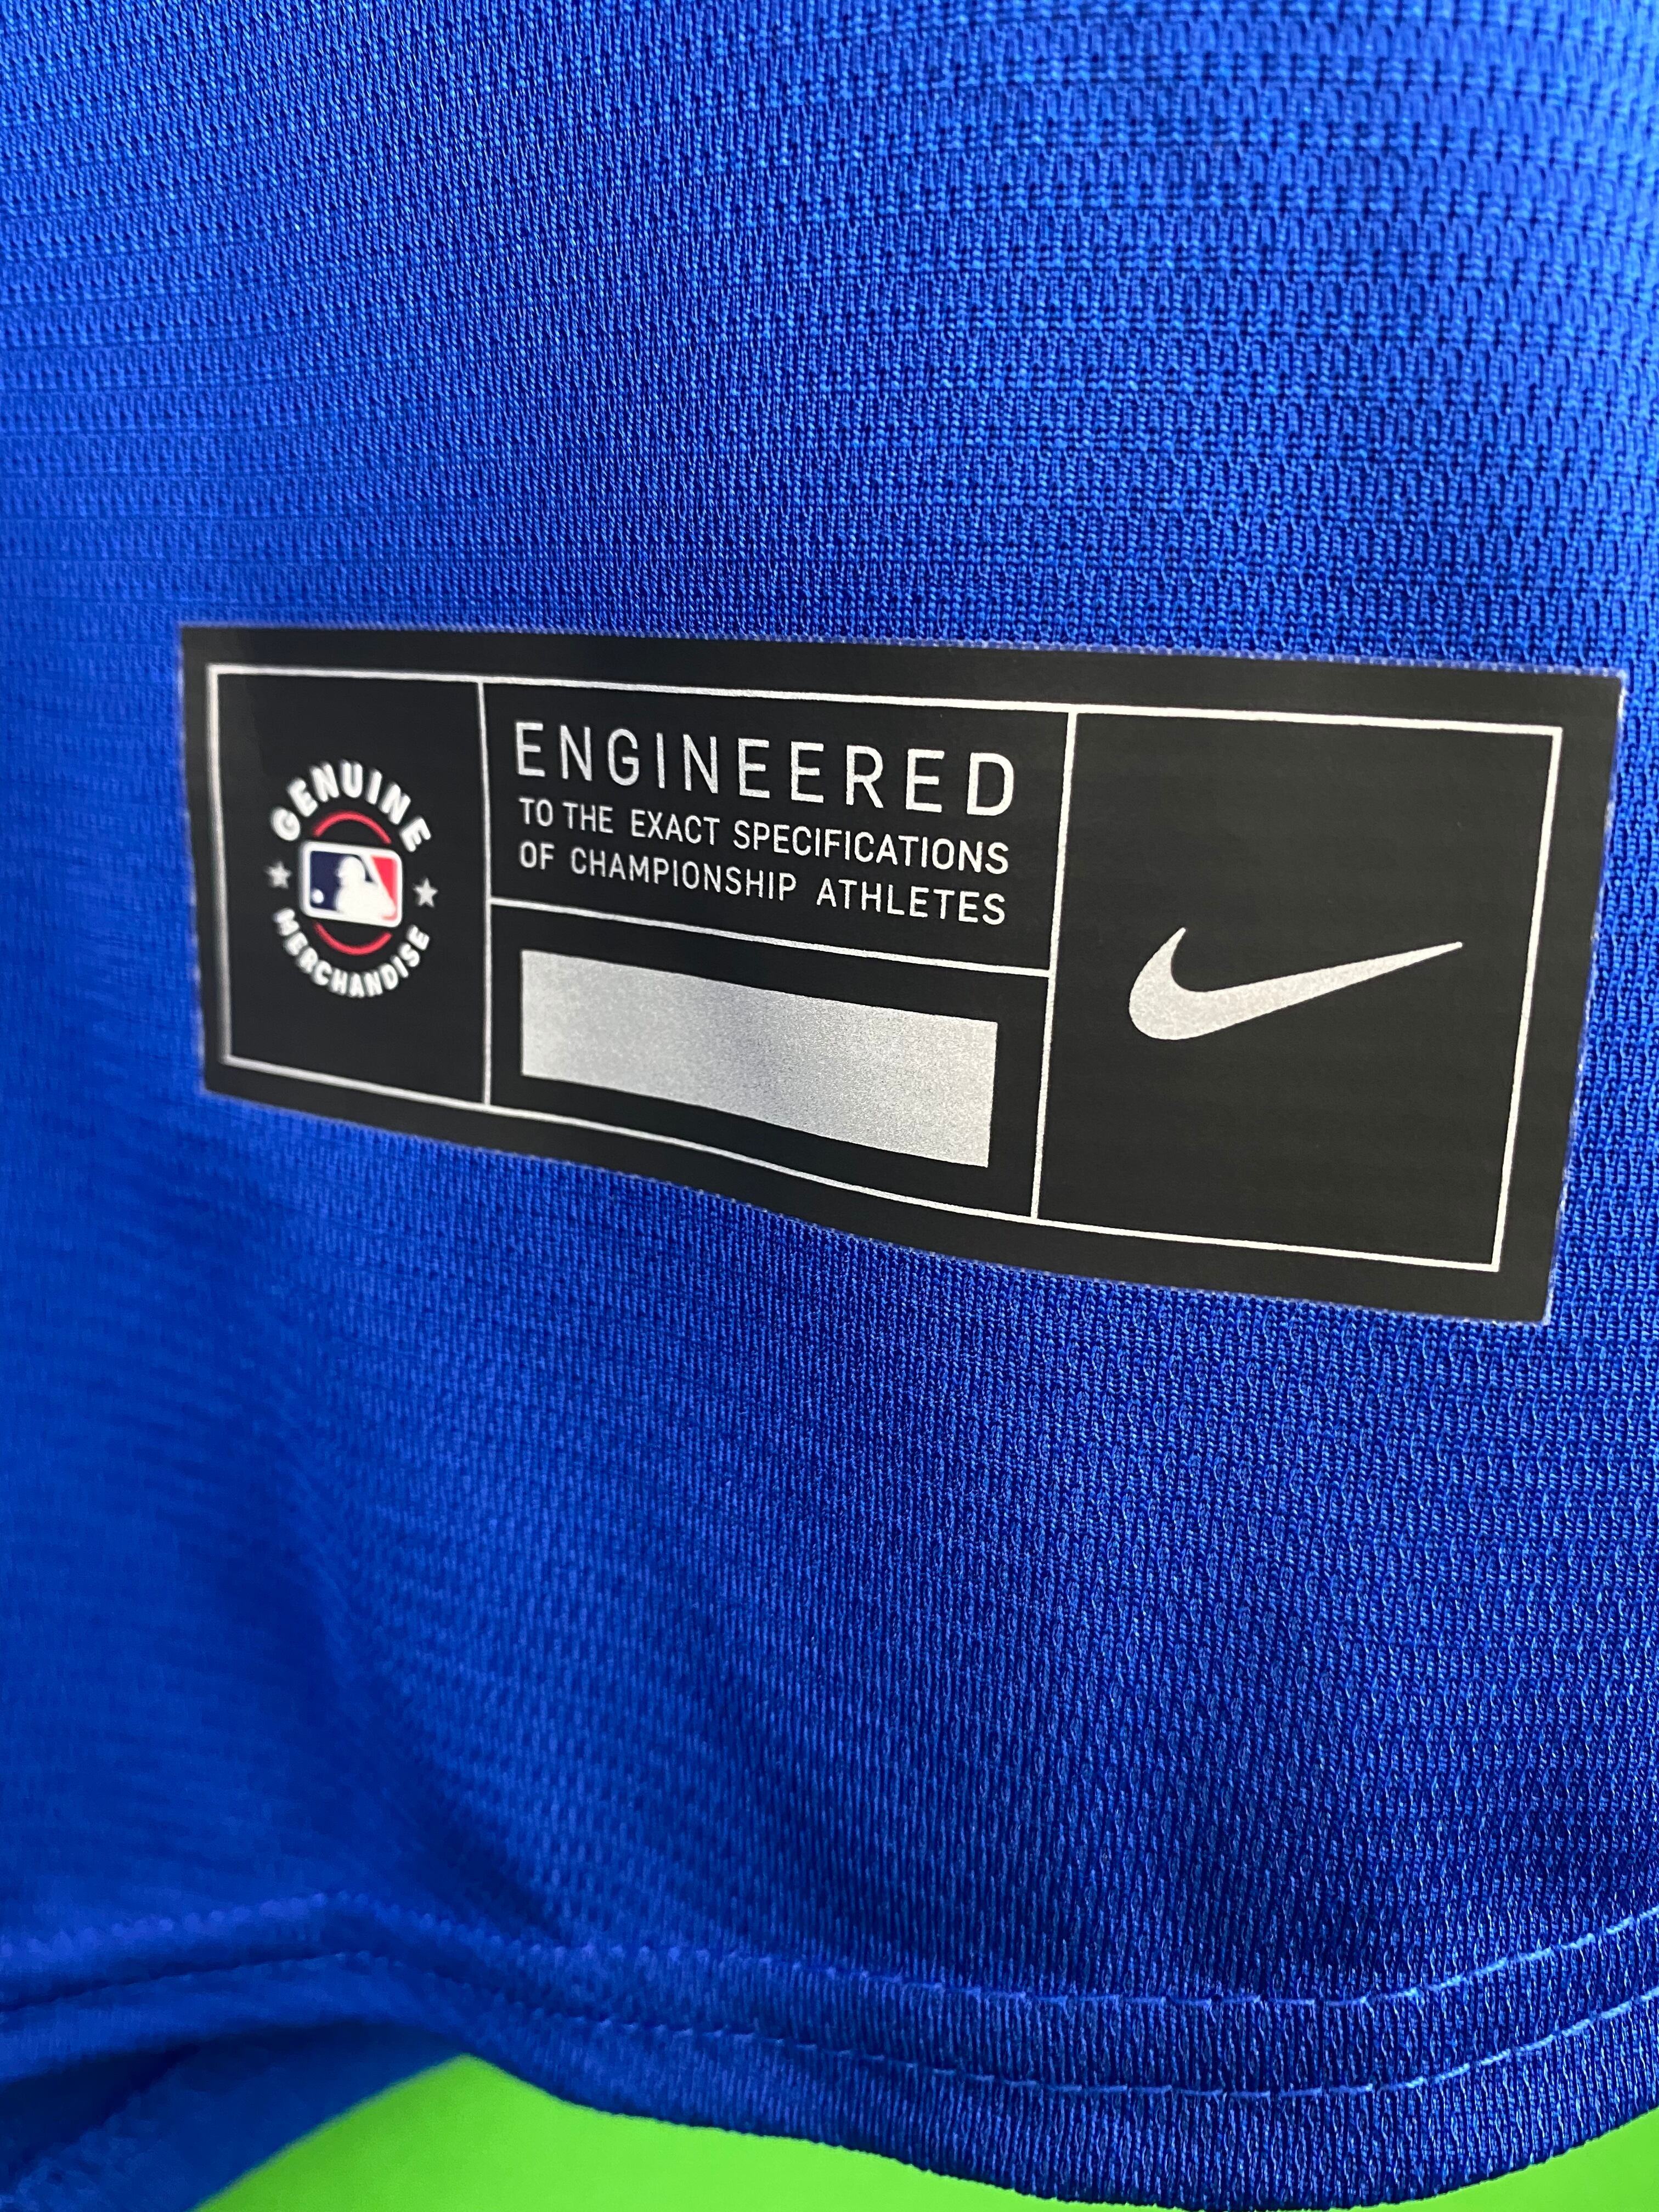 GENUINE
MERCHANDISE
ENGINEERED
TO THE EXACT SPECIFICATIONS
OF CHAMPIONSHIP ATHLETES